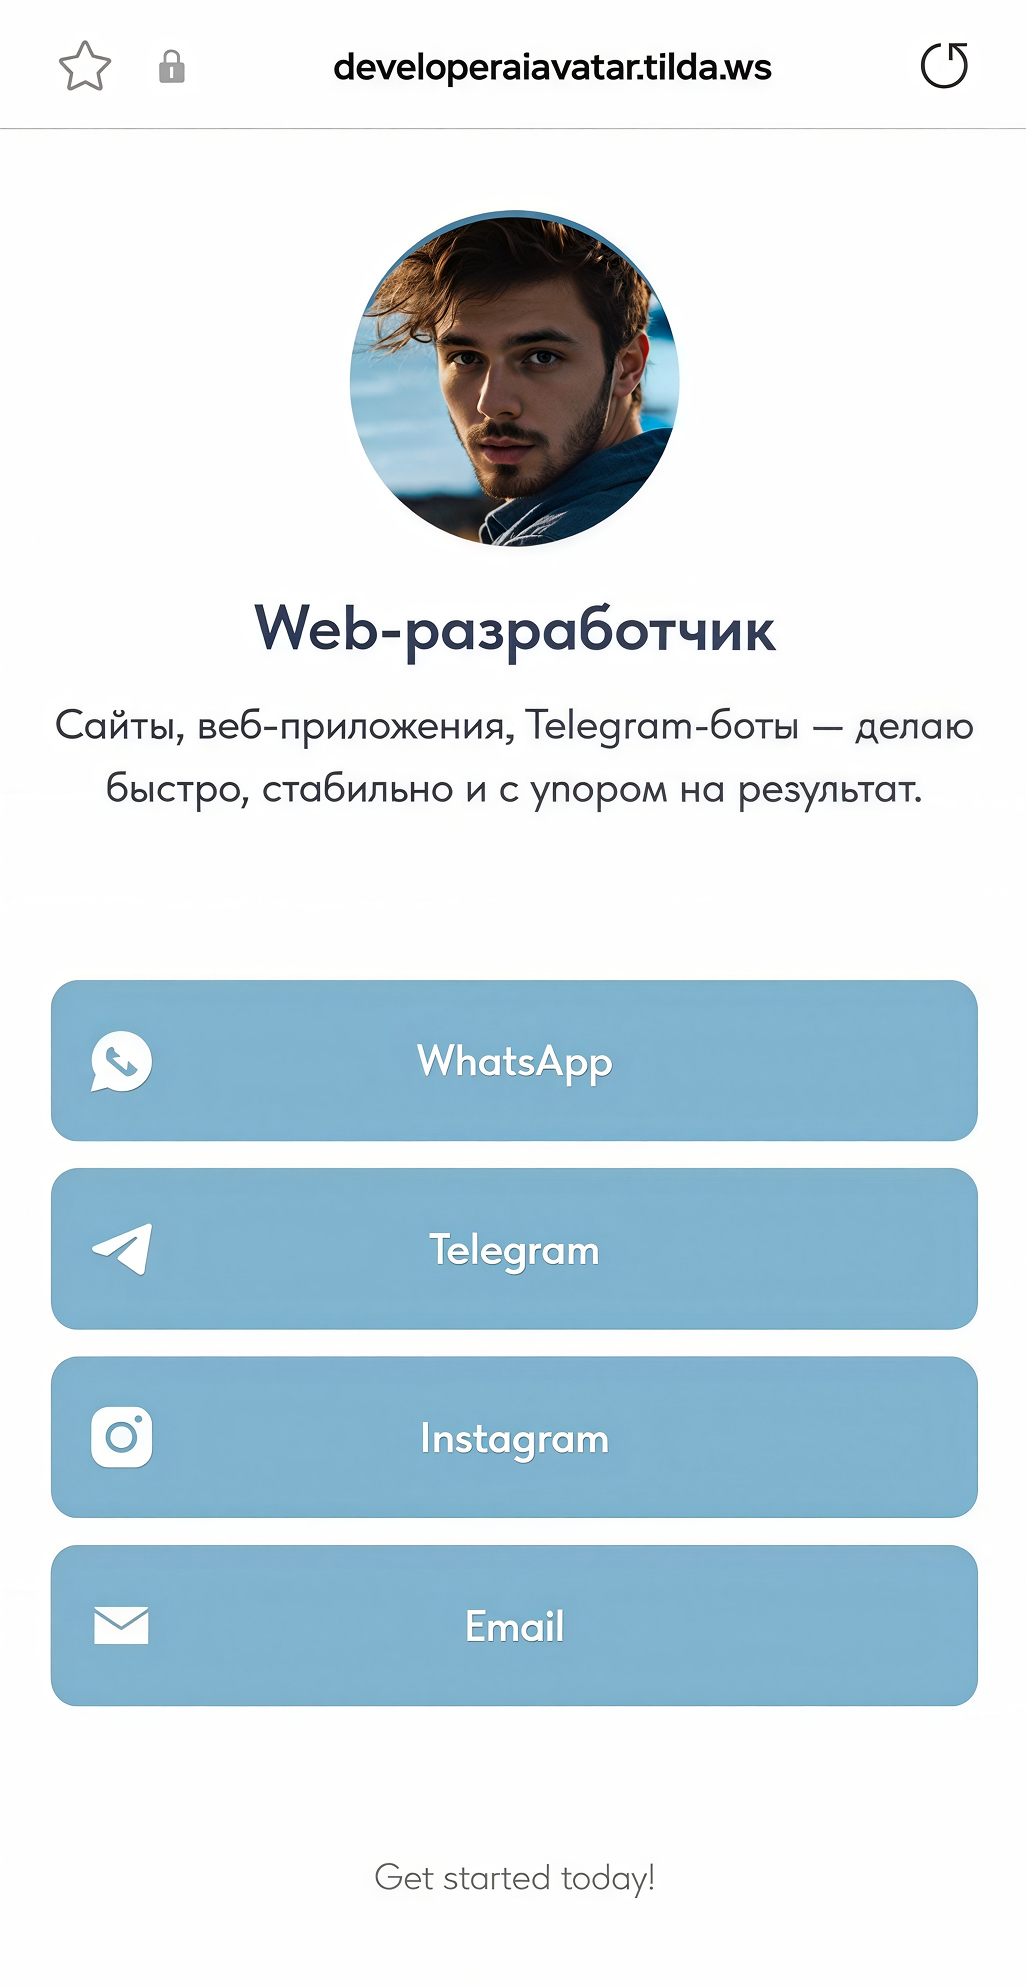 developeraiavatar.tilda.ws
Web-разработчик
Сайты, веб-приложения, Telegram-боты — делаю
быстро, стабильно и с упором на результат.
WhatsApp
Telegram
Instagram
Email
Get started today!